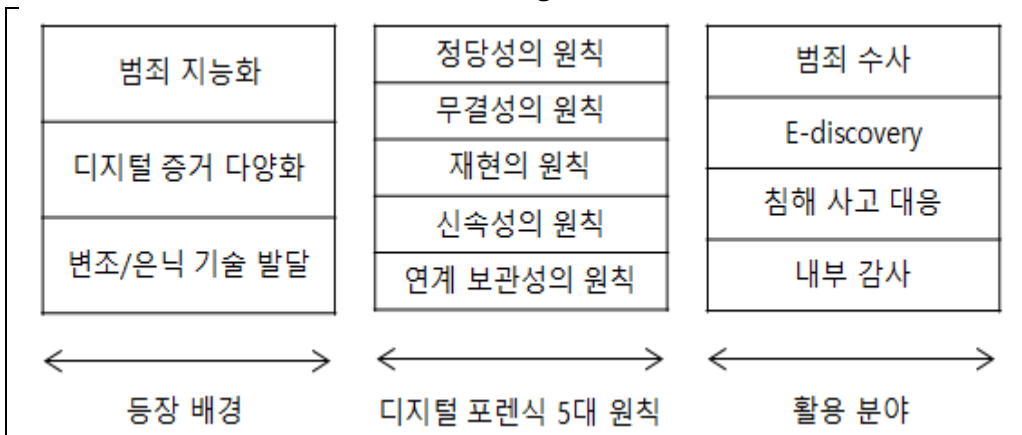 범죄 지능화
디지털 증거 다양화
변조/은닉 기술 발달
등장 배경
정당성의 원칙
무결성의 원칙
재현의 원칙
신속성의 원칙
연계 보관성의 원칙
디지털 포렌식 5대 원칙
범죄 수사
E-discovery
침해 사고 대응
내부 감사
활용 분야